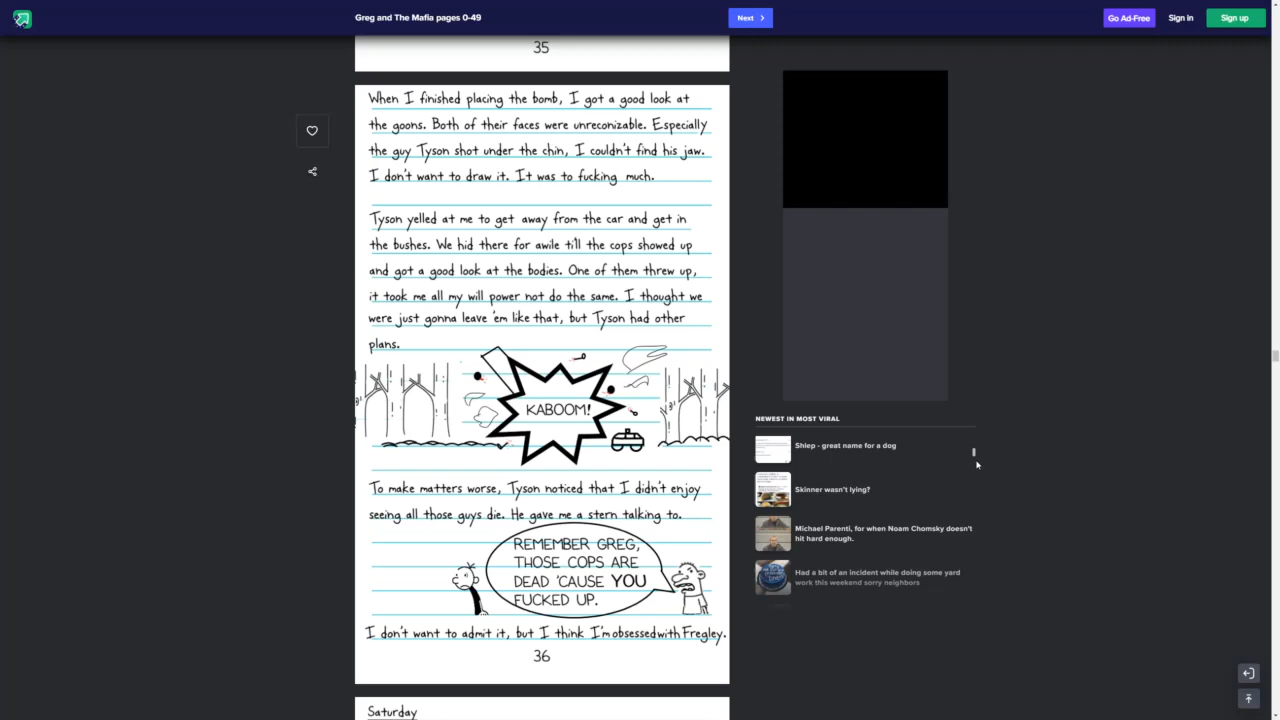 Greg and The Mafia pages 0-49
Next
Go Ad-Free
Sign in
Sign up
35
When I finished placing the bomb, I got a good look at
the goons. Both of their faces were unreconizable. Especially
the guy Tyson shot under the chin, I couldn't find his jaw.
I don't want to draw it. It was to fucking much.
Tyson yelled at me to get away from the car and get in
the bushes. We hid there for awile till the cops showed up
and got a good look at the bodies. One of them threw up,
it took me all my will power not do the same. I thought we
were just gonna leave 'em like that, but Tyson had other
plans.
KABOOM!
To make matters worse, Tyson noticed that I didn't enjoy
seeing all those guys die. He gave me a stern talking to.
REMEMBER GREG,
THOSE COPS ARE
DEAD 'CAUSE YOU
FUCKED UP.
I don't want to admit it, but I think I'm obsessed with Fregley.
36
Saturday
NEWEST IN MOST VIRAL
Shlep - great name for a dog
Skinner wasn't lying?
Michael Parenti, for when Noam Chomsky doesn't
hit hard enough.
Had a bit of an incident while doing some yard
work this weekend sorry neighbors